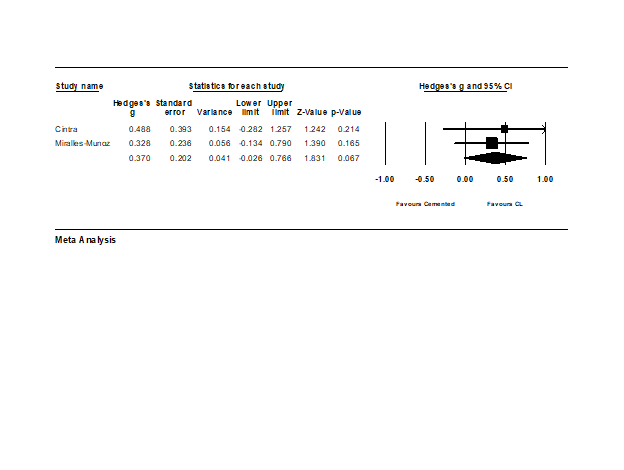 Study name Statistics for each study Hedges's g and 95% CI
Hedges's Standard Lower Upper
g error Variance limit limit Z-Value p-Value
Cintra 0.488 0.393 0.154 -0.282 1.257 1.242 0.214
Miralles-Munoz 0.328 0.236 0.056 -0.134 0.790 1.390 0.165
0.370 0.202 0.041 -0.026 0.766 1.831 0.067
-1.00 -0.50 0.00 0.50 1.00
Favours Cemented Favours CL
Meta Analysis